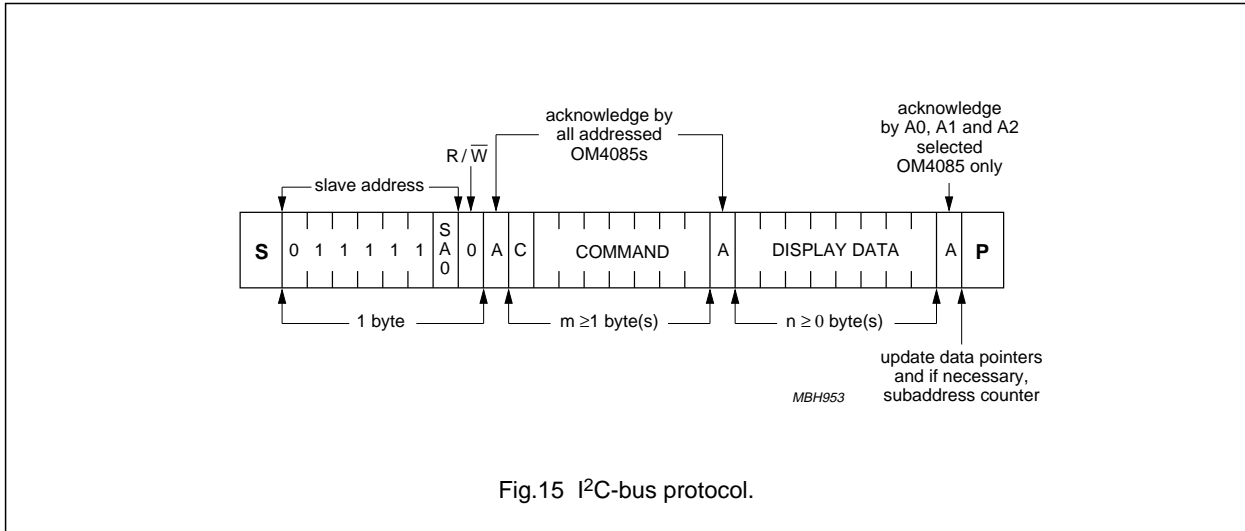 acknowledge by
all addressed
OM4085s
acknowledge
by A0, A1 and A2
selected
OM4085 only
R / W̅
slave address
S 0 1 1 1 1 1 SA0 0 A C COMMAND A DISPLAY DATA A P
1 byte
m ≥1 byte(s)
n ≥ 0 byte(s)
update data pointers
and if necessary,
subaddress counter
MBH953
Fig.15 I²C-bus protocol.